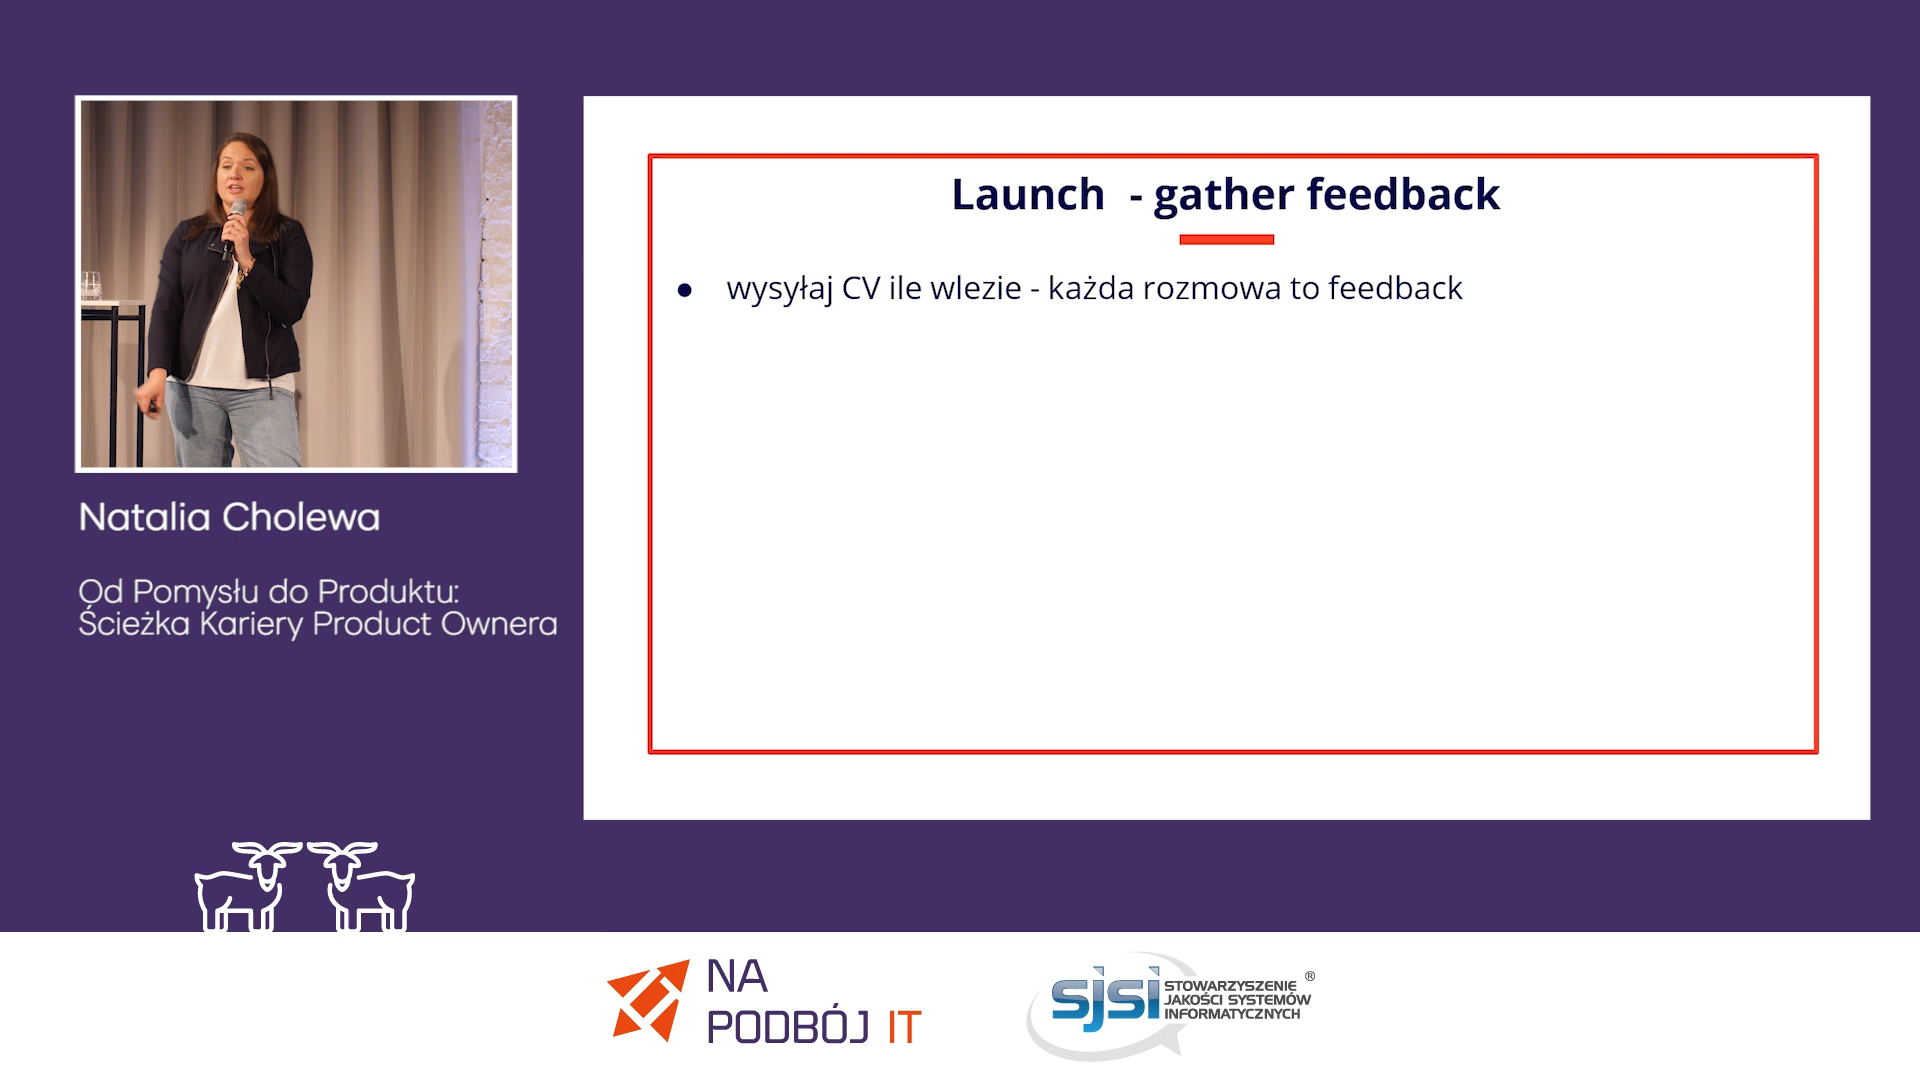 Launch - gather feedback
● wysyłaj CV ile wlezie - każda rozmowa to feedback
Natalia Cholewa
Od Pomysłu do Produktu:
Ścieżka Kariery Product Ownera
NA
PODBÓJ IT
sjsi
STOWARZYSZENIE ®
JAKOŚCI SYSTEMÓW
INFORMATYCZNYCH